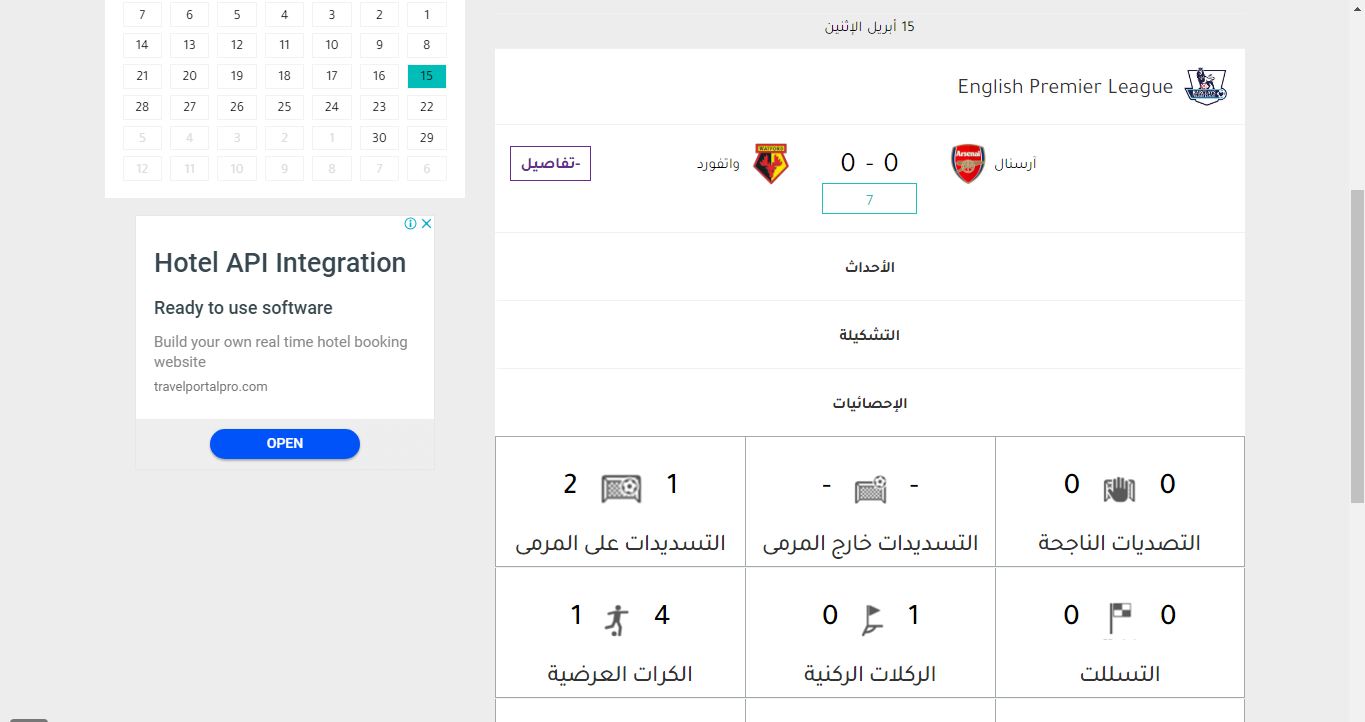 7 6 5 4 3 2 1
14 13 12 11 10 9 8
21 20 19 18 17 16 15
28 27 26 25 24 23 22
5 4 3 2 1 30 29
12 11 10 9 8 7 6
Hotel API Integration
Ready to use software
Build your own real time hotel booking
website
travelportalpro.com
OPEN
15 أبريل الإثنين
English Premier League
أرسنال
0 - 0
واتفورد
-تفاصيل
7
الأحداث
التشكيلة
الإحصائيات
0 0
التصديات الناجحة
- -
التسديدات خارج المرمى
2 1
التسديدات على المرمى
0 0
التسللت
0 1
الركلات الركنية
1 4
الكرات العرضية